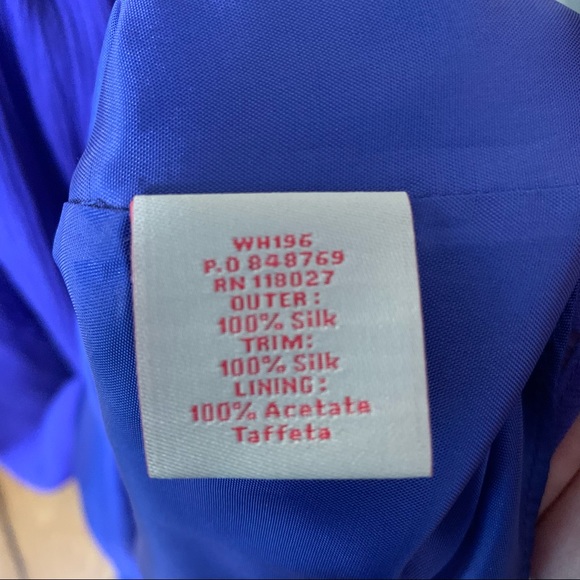 WH196
P.O 848769
RN 118027
OUTER:
100% Silk
TRIM:
100% Silk
LINING:
100% Acetate
Taffeta